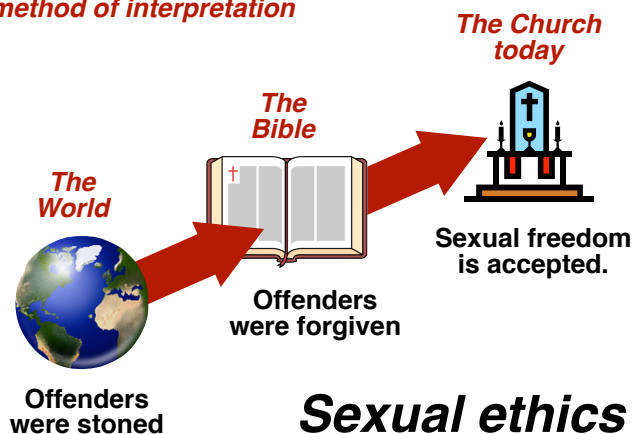 method of interpretation
The Church
today
The
Bible
The
World
Sexual freedom
is accepted.
Offenders
were forgiven
Offenders
were stoned
Sexual ethics